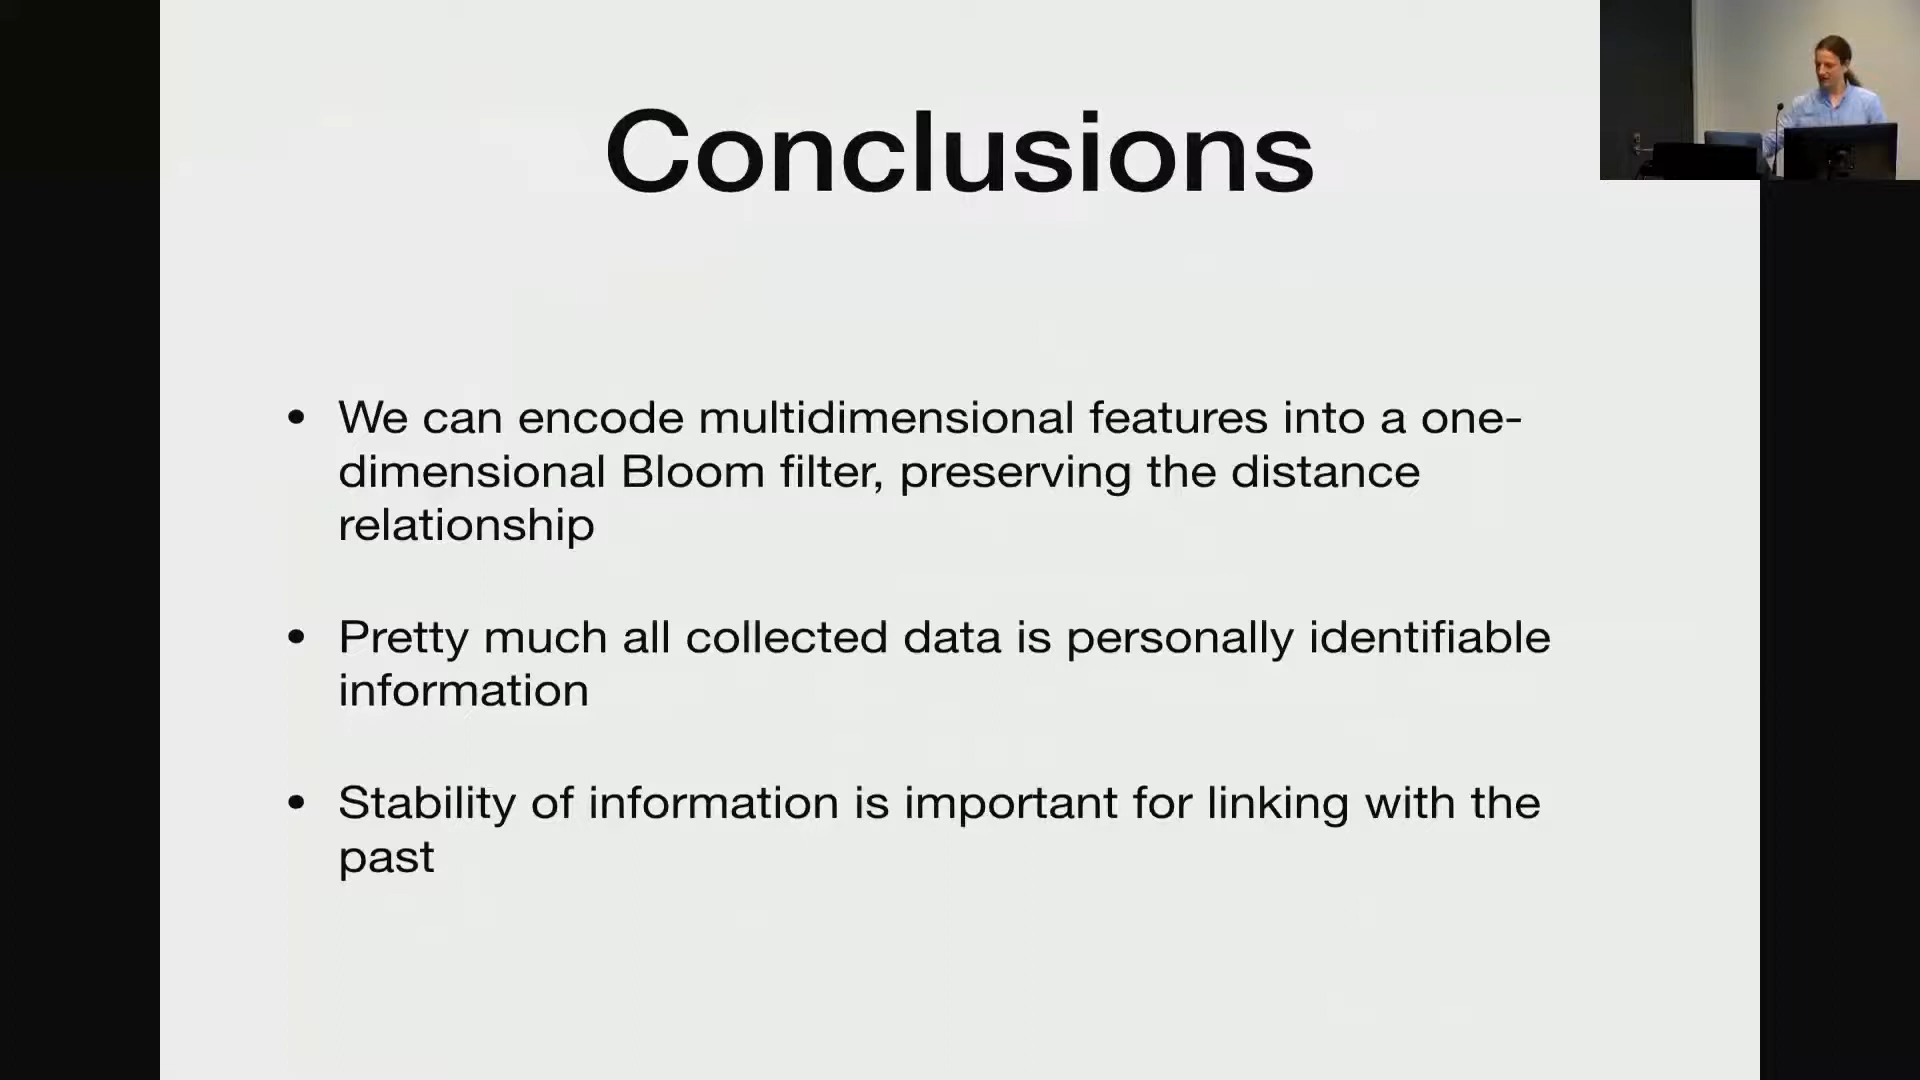 Conclusions
• We can encode multidimensional features into a one-
dimensional Bloom filter, preserving the distance
relationship
• Pretty much all collected data is personally identifiable
information
• Stability of information is important for linking with the
past